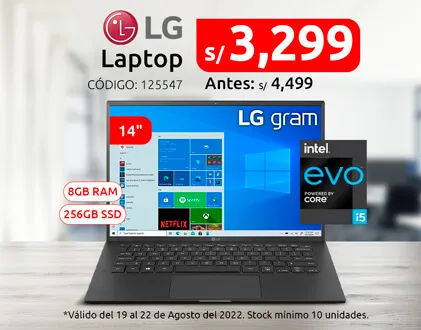 LG
Laptop
CÓDIGO: 125547
S/ 3,299
Antes: s/ 4,499
14"
LG gram
8GB RAM
256GB SSD
intel
evo
POWERED BY
CORE
i5
Spotify
NETFLIX
*Válido del 19 al 22 de Agosto del 2022. Stock mínimo 10 unidades.